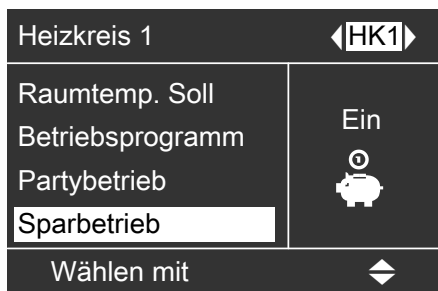 Heizkreis 1 HK1
Raumtemp. Soll
Betriebsprogramm
Partybetrieb
Sparbetrieb
Ein
Wählen mit